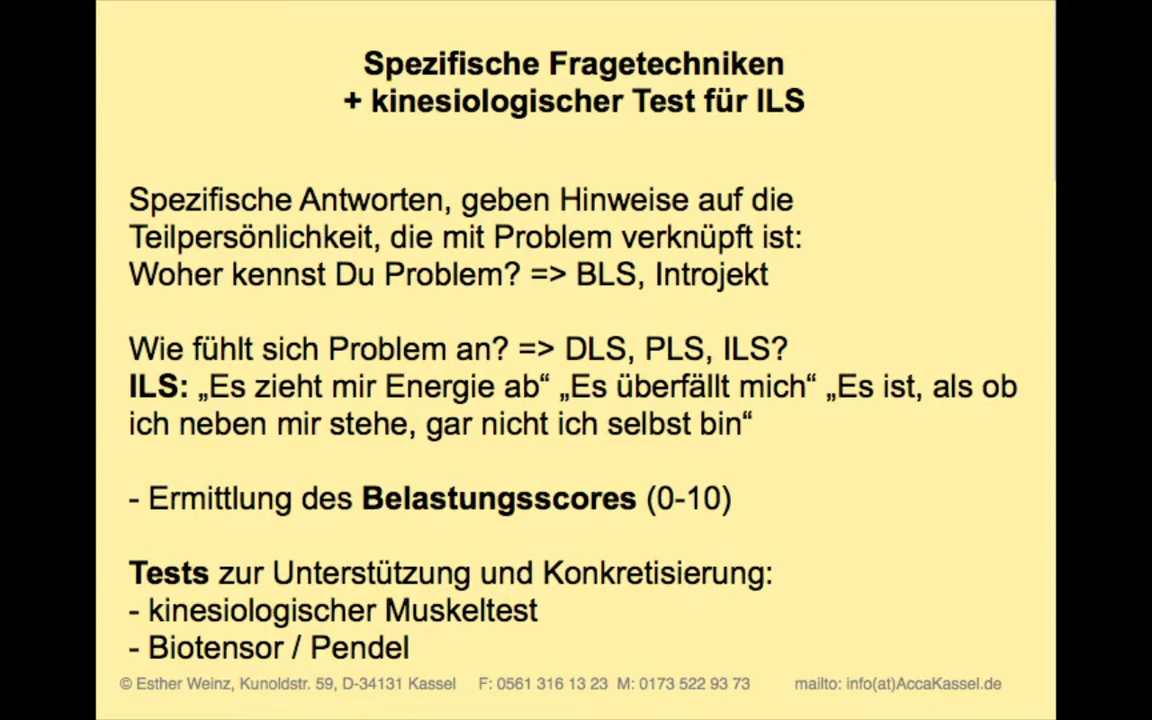 Spezifische Fragetechniken
+ kinesiologischer Test für ILS
Spezifische Antworten, geben Hinweise auf die
Teilpersönlichkeit, die mit Problem verknüpft ist:
Woher kennst Du Problem? => BLS, Introjekt
Wie fühlt sich Problem an? => DLS, PLS, ILS?
ILS: „Es zieht mir Energie ab“ „Es überfällt mich“ „Es ist, als ob
ich neben mir stehe, gar nicht ich selbst bin“
- Ermittlung des Belastungsscores (0-10)
Tests zur Unterstützung und Konkretisierung:
- kinesiologischer Muskeltest
- Biotensor / Pendel
© Esther Weinz, Kunoldstr. 59, D-34131 Kassel F: 0561 316 13 23 M: 0173 522 93 73 mailto: info(at)AccaKassel.de